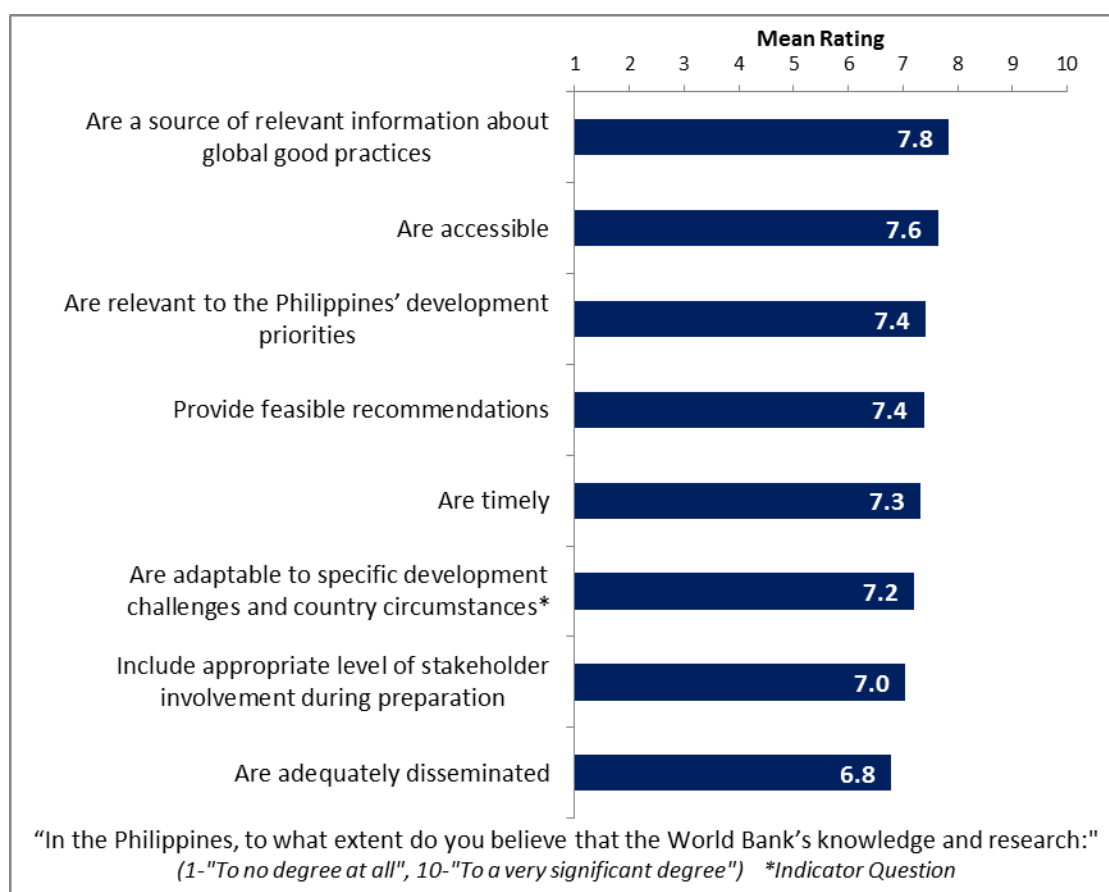 Mean Rating
1 2 3 4 5 6 7 8 9 10
Are a source of relevant information about
global good practices
7.8
Are accessible
7.6
Are relevant to the Philippines’ development
priorities
7.4
Provide feasible recommendations
7.4
Are timely
7.3
Are adaptable to specific development
challenges and country circumstances*
7.2
Include appropriate level of stakeholder
involvement during preparation
7.0
Are adequately disseminated
6.8
“In the Philippines, to what extent do you believe that the World Bank’s knowledge and research:"
(1-"To no degree at all", 10-"To a very significant degree") *Indicator Question